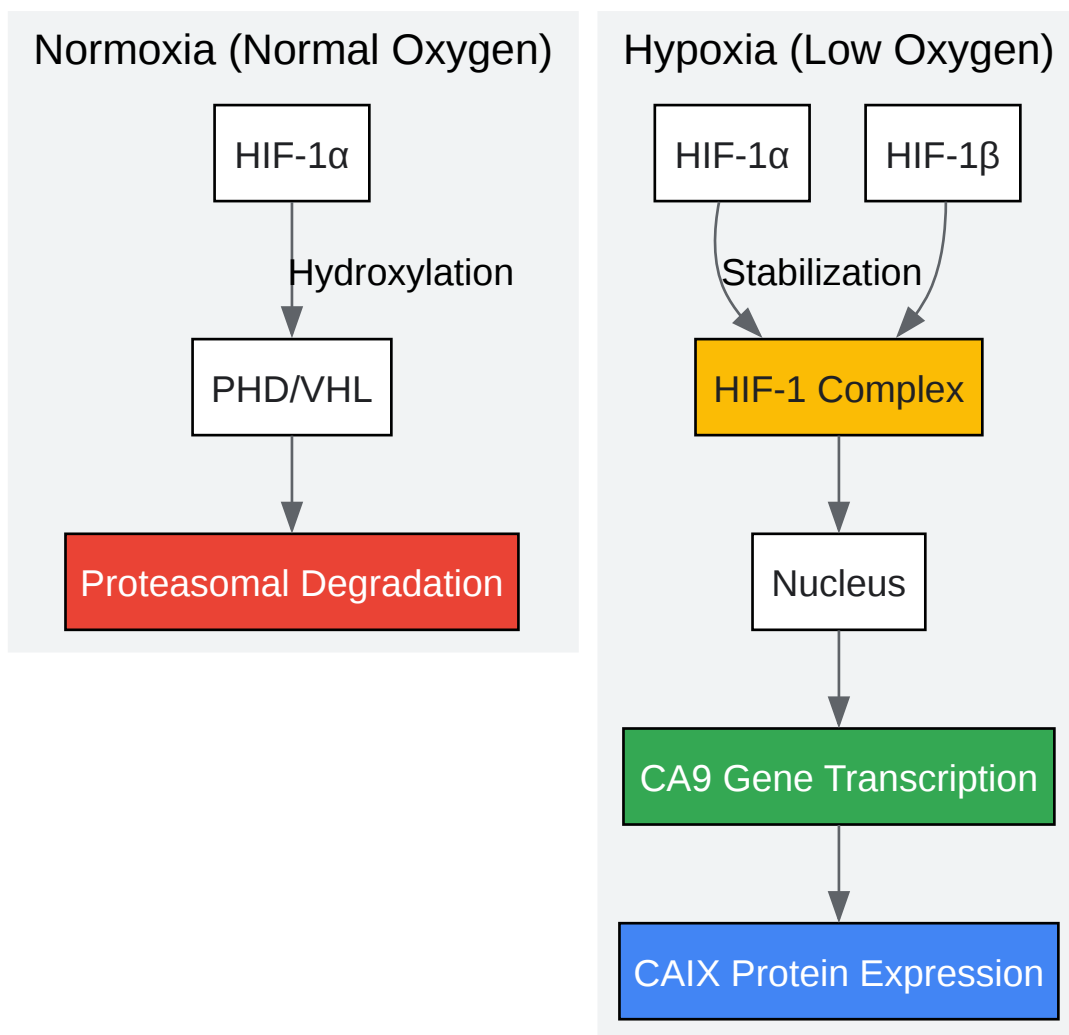 Normoxia (Normal Oxygen)
HIF-1α
Hydroxylation
PHD/VHL
Proteasomal Degradation
Hypoxia (Low Oxygen)
HIF-1α
HIF-1β
Stabilization
HIF-1 Complex
Nucleus
CA9 Gene Transcription
CAIX Protein Expression